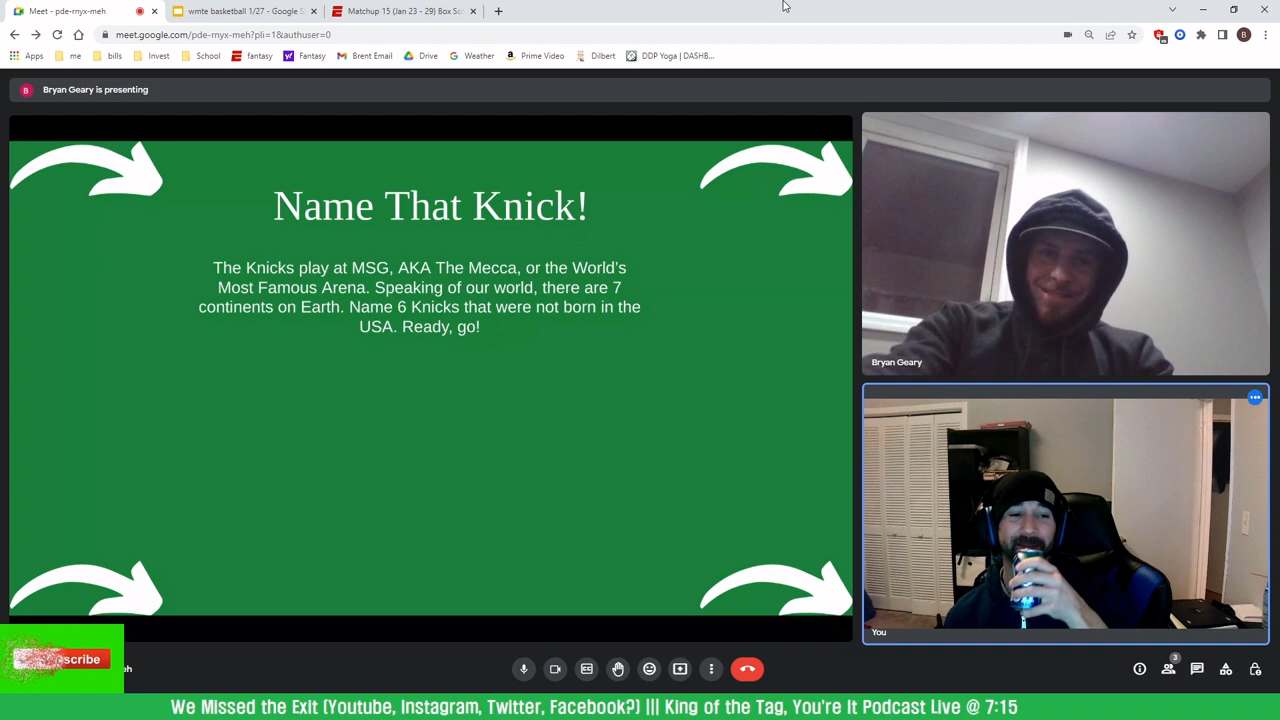 Meet - pde-rnyx-meh
wmte basketball 1/27 - Google S
Matchup 15 (Jan 23 - 29) Box Sc
meet.google.com/pde-rnyx-meh?pli=1&authuser=0
B
Apps
me
bills
Invest
School
fantasy
Fantasy
Brent Email
Drive
Weather
Prime Video
Dilbert
DDP Yoga | DASHB...
B Bryan Geary is presenting
Name That Knick!
The Knicks play at MSG, AKA The Mecca, or the World's
Most Famous Arena. Speaking of our world, there are 7
continents on Earth. Name 6 Knicks that were not born in the
USA. Ready, go!
Bryan Geary
You
scribe
eh
3
We Missed the Exit (Youtube, Instagram, Twitter, Facebook?) ||| King of the Tag, You're It Podcast Live @ 7:15